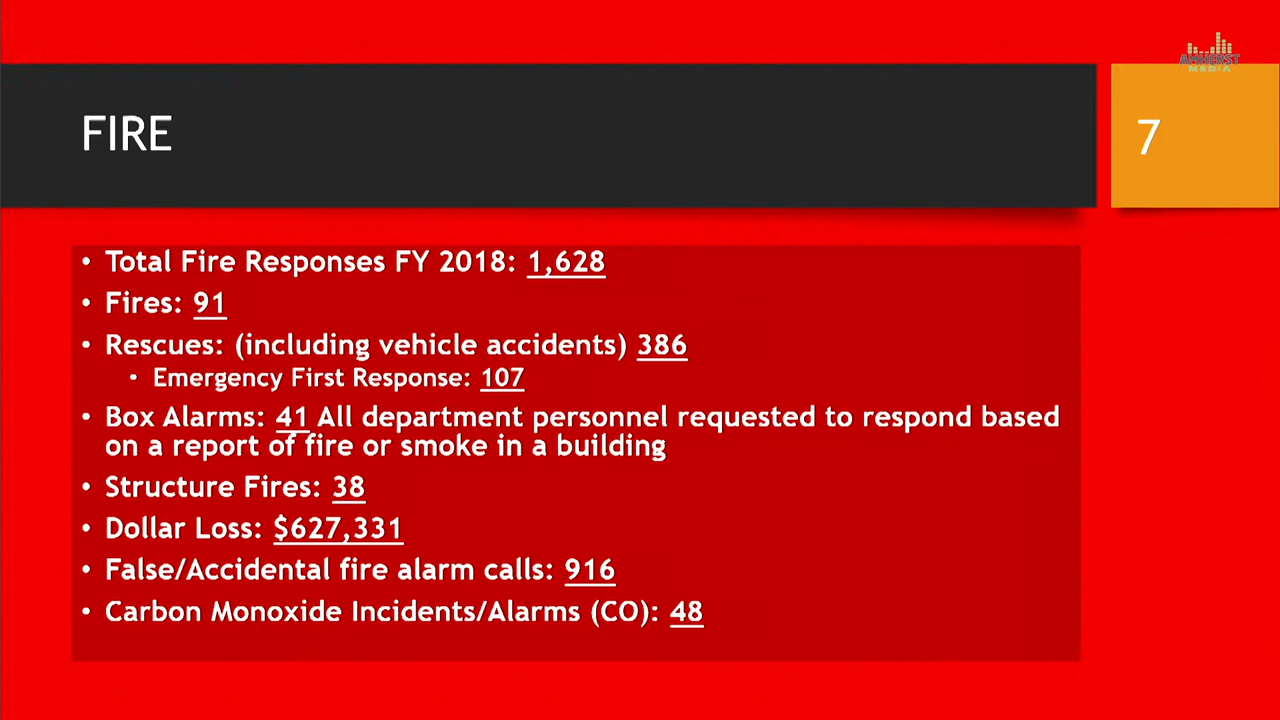 AMHERST
MEDIA
FIRE
7
• Total Fire Responses FY 2018: 1,628
• Fires: 91
• Rescues: (including vehicle accidents) 386
• Emergency First Response: 107
• Box Alarms: 41 All department personnel requested to respond based
on a report of fire or smoke in a building
• Structure Fires: 38
• Dollar Loss: $627,331
• False/Accidental fire alarm calls: 916
• Carbon Monoxide Incidents/Alarms (CO): 48